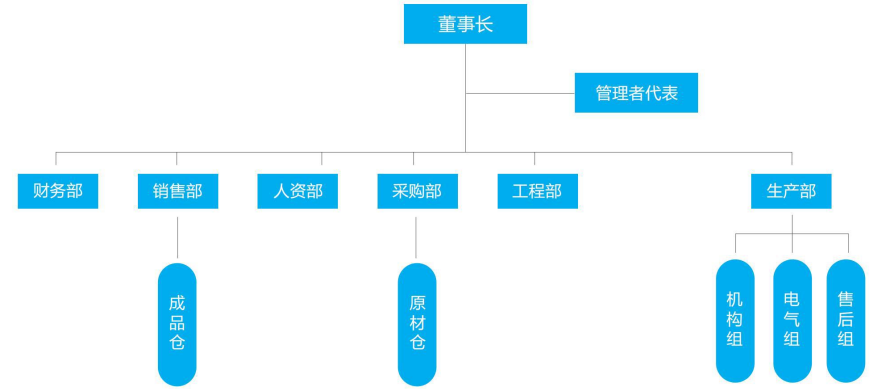 董事长
管理者代表
财务部
销售部
人资部
采购部
工程部
生产部
成品仓
原材仓
机构组
电气组
售后组